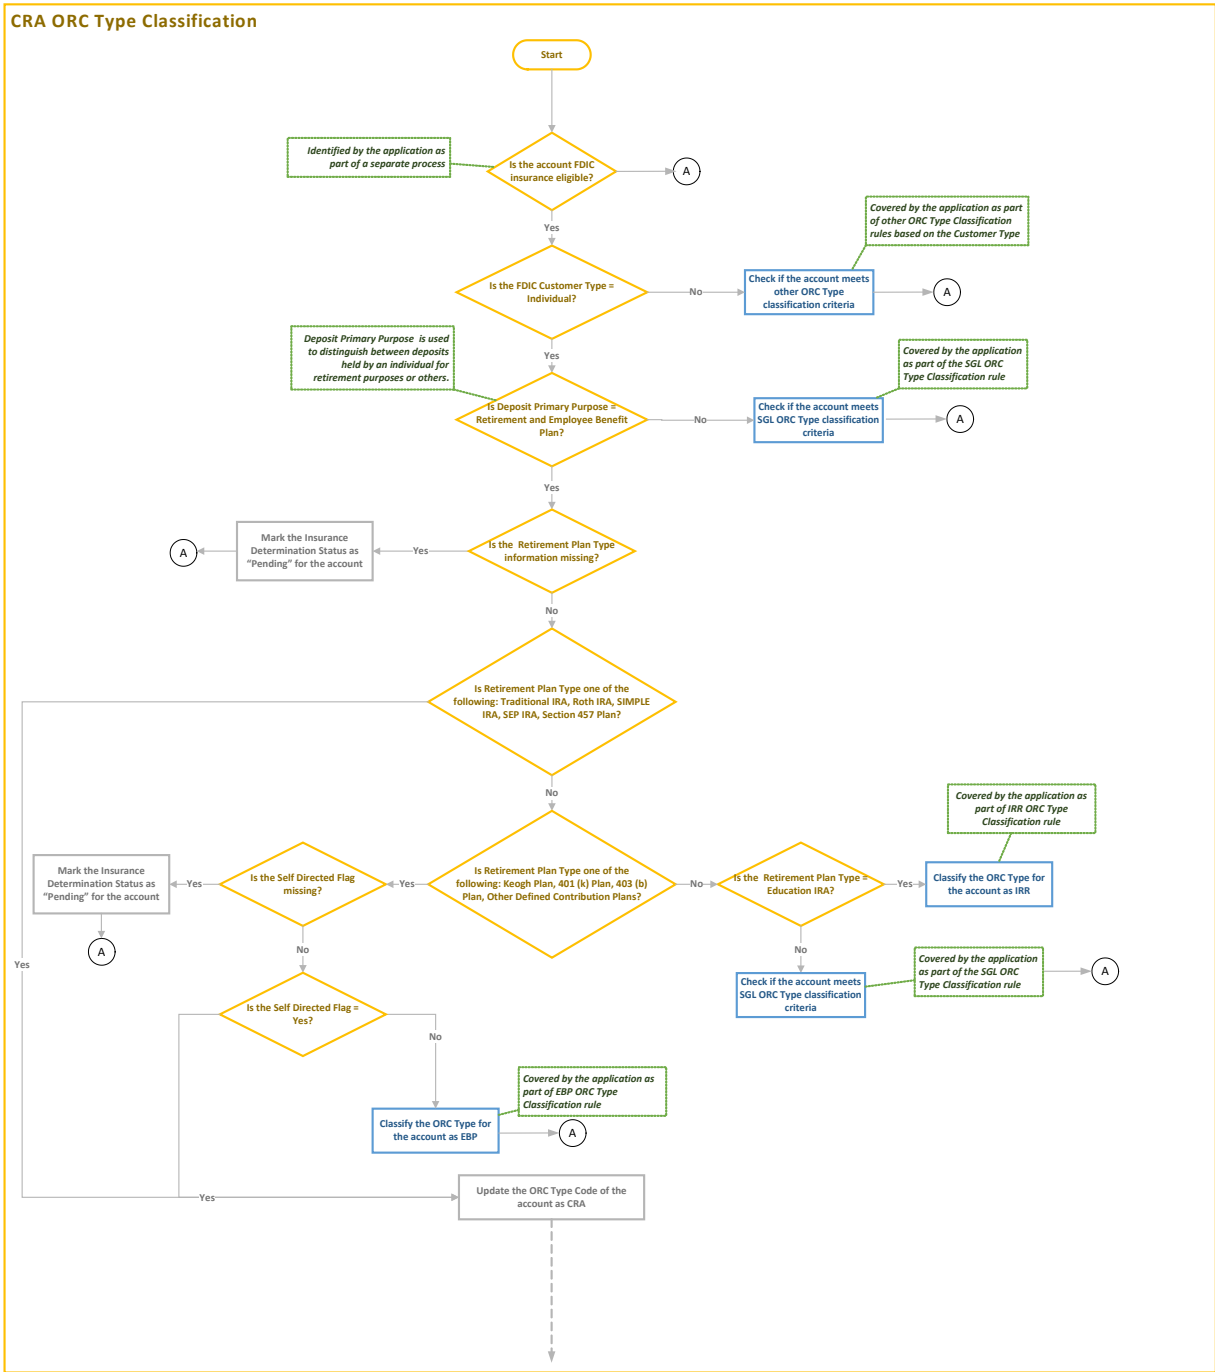 CRA ORC Type Classification
Start
Identified by the application as
part of a separate process
Is the account FDIC
insurance eligible?
A
Yes
Covered by the application as part
of other ORC Type Classification
rules based on the Customer Type
Is the FDIC Customer Type =
Individual?
No
Check if the account meets
other ORC Type
classification criteria
A
Deposit Primary Purpose is used
to distinguish between deposits
held by an individual for
retirement purposes or others.
Yes
Covered by the application
as part of the SGL ORC
Type Classification rule
Is Deposit Primary Purpose =
Retirement and Employee Benefit
Plan?
No
Check if the account meets
SGL ORC Type classification
criteria
A
Yes
Mark the Insurance
Determination Status as
“Pending” for the account
A
Yes
Is the Retirement Plan Type
information missing?
No
Is Retirement Plan Type one of the
following: Traditional IRA, Roth IRA, SIMPLE
IRA, SEP IRA, Section 457 Plan?
No
Covered by the application as
part of IRR ORC Type
Classification rule
Mark the Insurance
Determination Status as
“Pending” for the account
Yes
Is the Self Directed Flag
missing?
Yes
Is Retirement Plan Type one of the
following: Keogh Plan, 401 (k) Plan, 403 (b)
Plan, Other Defined Contribution Plans?
No
Is the Retirement Plan Type =
Education IRA?
Yes
Classify the ORC Type for
the account as IRR
A
No
No
Yes
Covered by the application
as part of the SGL ORC
Type Classification rule
A
Check if the account meets
SGL ORC Type classification
criteria
Is the Self Directed Flag =
Yes?
No
Covered by the application as
part of EBP ORC Type
Classification rule
Classify the ORC Type for
the account as EBP
A
Yes
Update the ORC Type Code of the
account as CRA